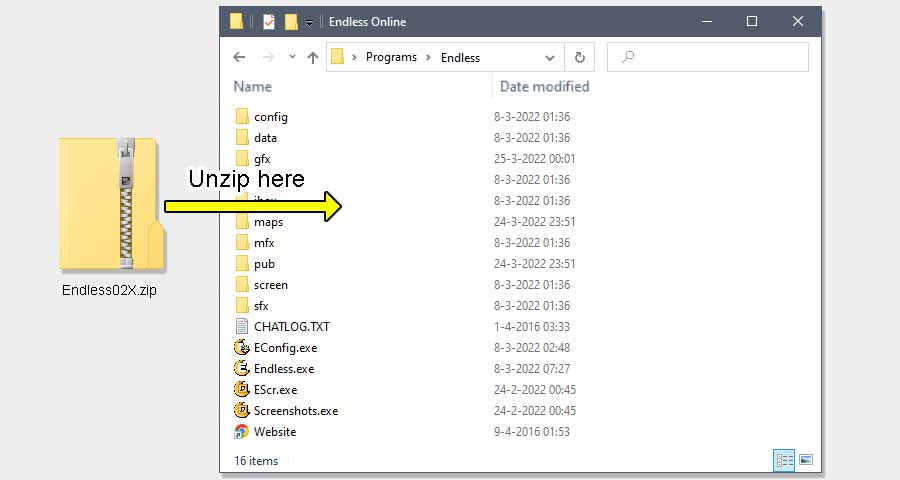 Endless Online
Programs
Endless
Name
Date modified
config
8-3-2022 01:36
data
8-3-2022 01:36
gfx
25-3-2022 00:01
8-3-2022 01:36
8-3-2022 01:36
maps
24-3-2022 23:51
mfx
8-3-2022 01:36
pub
24-3-2022 23:51
screen
8-3-2022 01:36
sfx
8-3-2022 01:36
CHATLOG.TXT
1-4-2016 03:33
EConfig.exe
8-3-2022 02:48
Endless.exe
8-3-2022 07:27
EScr.exe
24-2-2022 00:45
Screenshots.exe
24-2-2022 00:45
Website
9-4-2016 01:53
16 items
Unzip here
Endless02X.zip